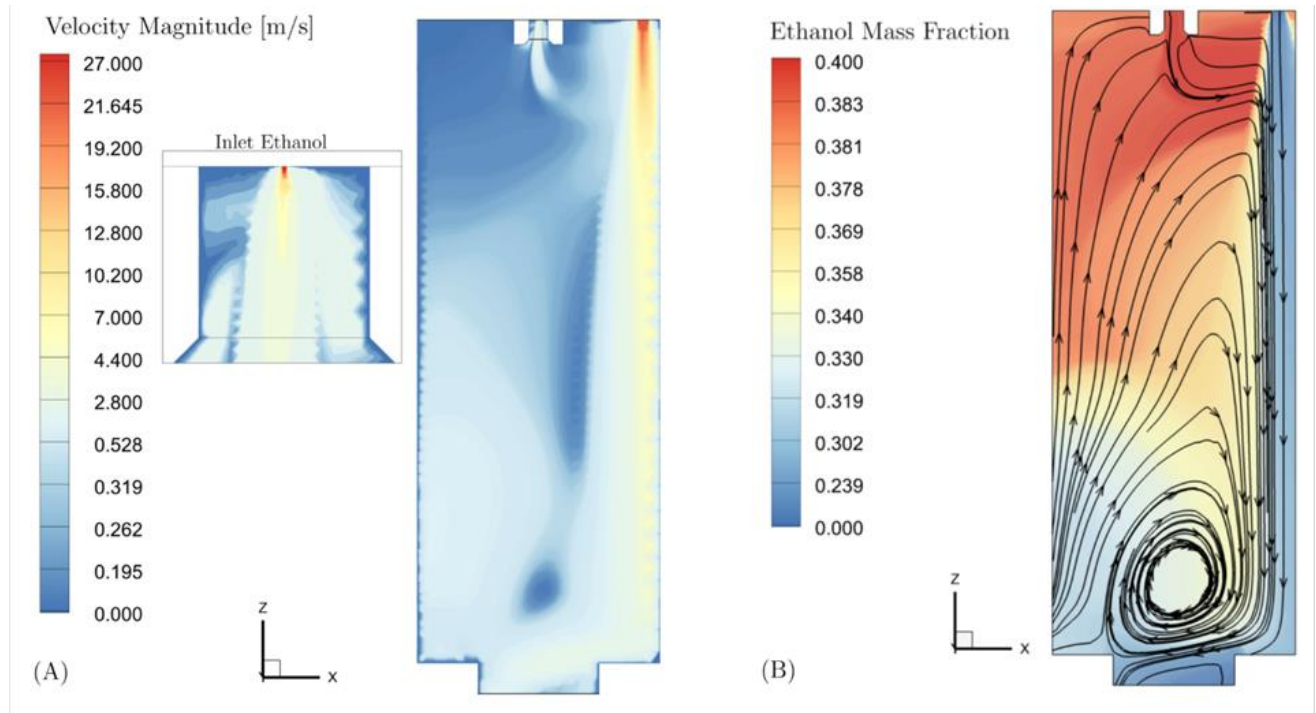 Velocity Magnitude [m/s]
27.000
21.645
19.200
15.800
12.800
10.200
7.000
4.400
2.800
0.528
0.319
0.262
0.195
0.000
Inlet Ethanol
Z
X
(A)
Ethanol Mass Fraction
0.400
0.383
0.381
0.378
0.369
0.358
0.340
0.330
0.319
0.302
0.239
0.000
Z
X
(B)